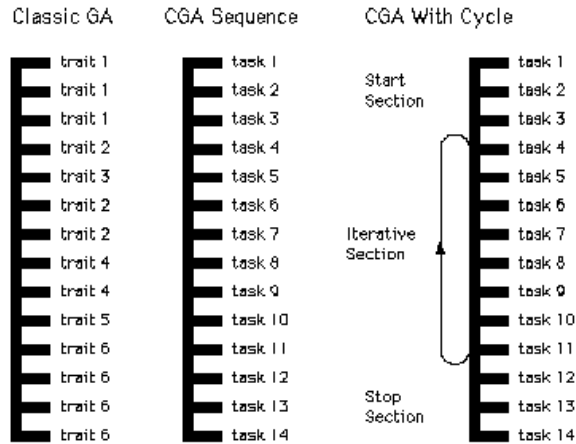 Classic GA
trait 1
trait 1
trait 1
trait 2
trait 3
trait 2
trait 2
trait 4
trait 4
trait 5
trait 6
trait 6
trait 6
trait 6
CGA Sequence
task 1
task 2
task 3
task 4
task 5
task 6
task 7
task 8
task 9
task 10
task 11
task 12
task 13
task 14
CGA With Cycle
Start
Section
Iterative
Section
Stop
Section
task 1
task 2
task 3
task 4
task 5
task 6
task 7
task 8
task 9
task 10
task 11
task 12
task 13
task 14